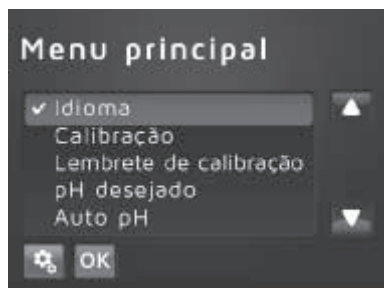 Menu principal
Idioma
Calibração
Lembrete de calibração
pH desejado
Auto pH
OK